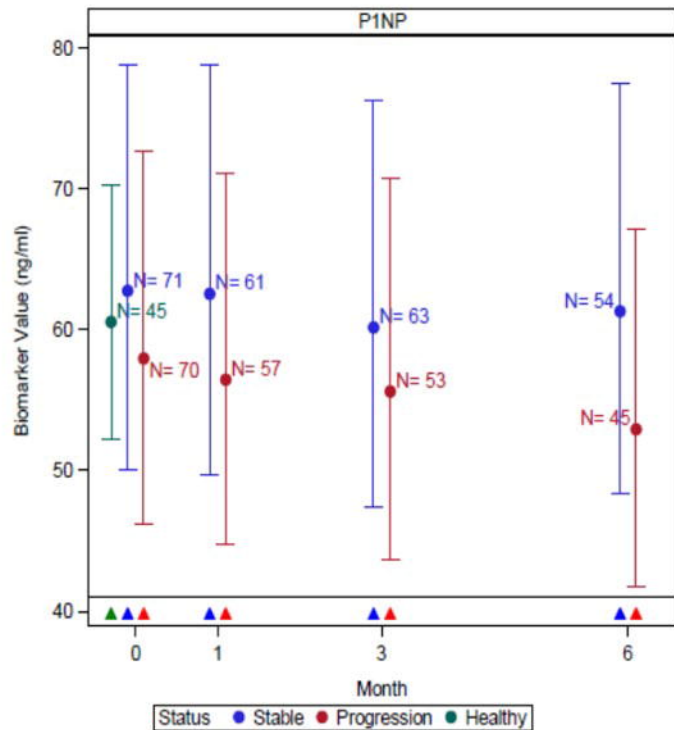 P1NP
80
70
60
50
40
Biomarker Value (ng/ml)
N= 71
N= 45
N= 70
N= 61
N= 57
N= 63
N= 53
N= 54
N= 45
0 1 3 6
Month
Status Stable Progression Healthy